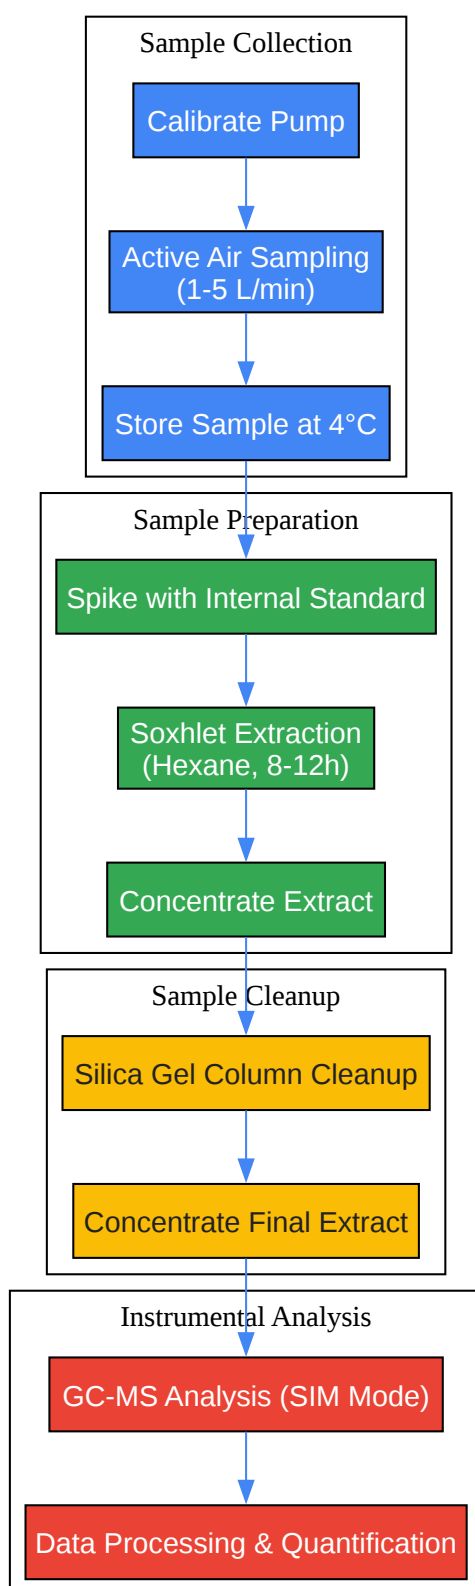 Sample Collection
Calibrate Pump
Active Air Sampling
(1-5 L/min)
Store Sample at 4°C
Sample Preparation
Spike with Internal Standard
Soxhlet Extraction
(Hexane, 8-12h)
Concentrate Extract
Sample Cleanup
Silica Gel Column Cleanup
Concentrate Final Extract
Instrumental Analysis
GC-MS Analysis (SIM Mode)
Data Processing & Quantification